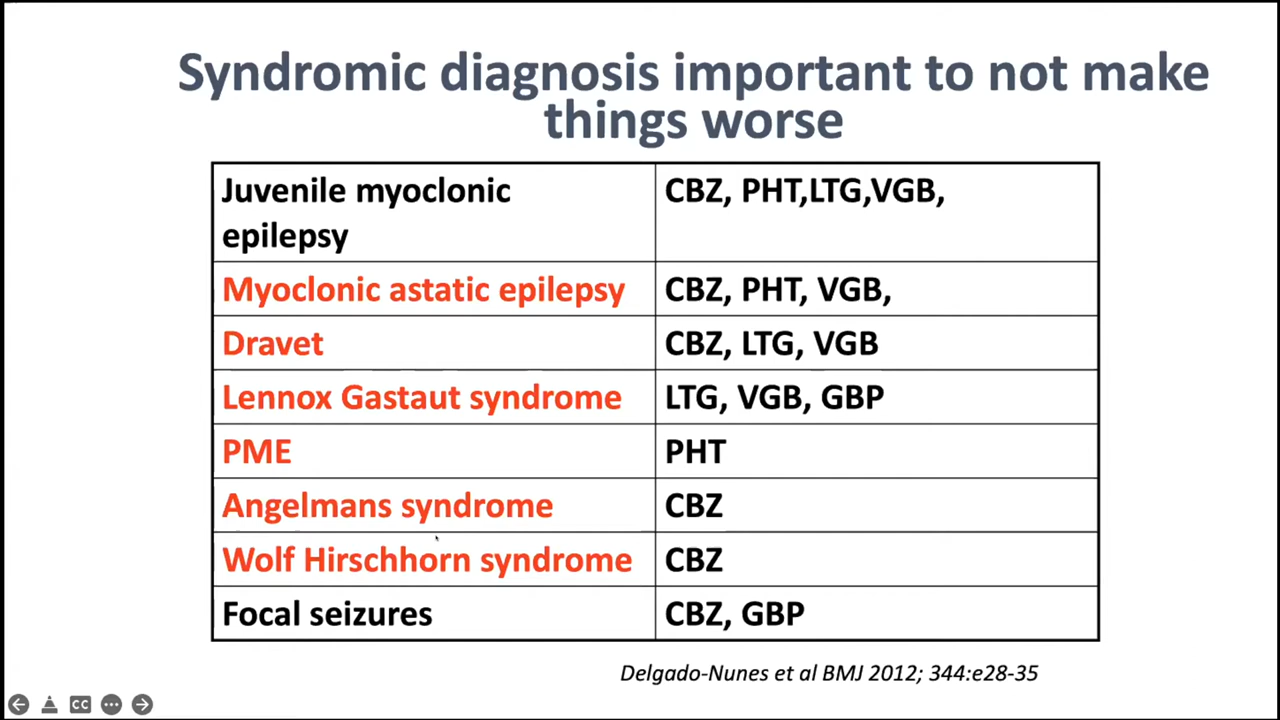 Syndromic diagnosis important to not make
things worse
Juvenile myoclonic
epilepsy
CBZ, PHT,LTG,VGB,
Myoclonic astatic epilepsy
CBZ, PHT, VGB,
Dravet
CBZ, LTG, VGB
Lennox Gastaut syndrome
LTG, VGB, GBP
PME
PHT
Angelmans syndrome
CBZ
Wolf Hirschhorn syndrome
CBZ
Focal seizures
CBZ, GBP
Delgado-Nunes et al BMJ 2012; 344:e28-35
CC